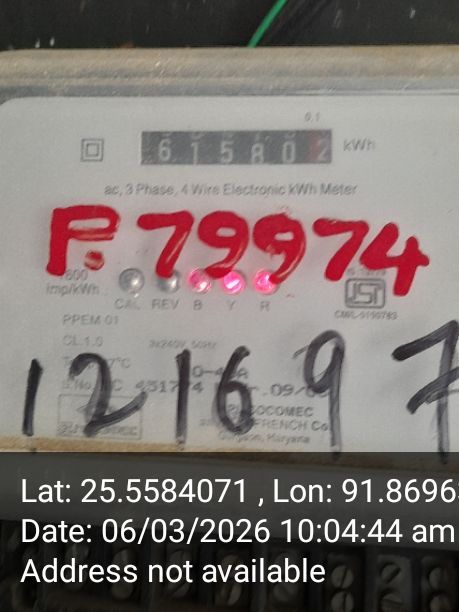 0.1
615802 kWh
ac, 3 Phase, 4 Wire Electronic kWh Meter
P. 79974
imp/kWh
CAL REV B Y R
PPEM 01
CL.1.0 3x240V, 50Hz
121697
SOCOMEC
FRENCH Co
Gurgaon, Haryana
Lat: 25.5584071 , Lon: 91.8696
Date: 06/03/2026 10:04:44 am
Address not available